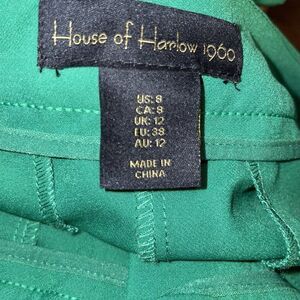 House of Harlow 1960
US: 8
CA: 8
UK: 12
EU: 38
AU: 12
MADE IN
CHINA